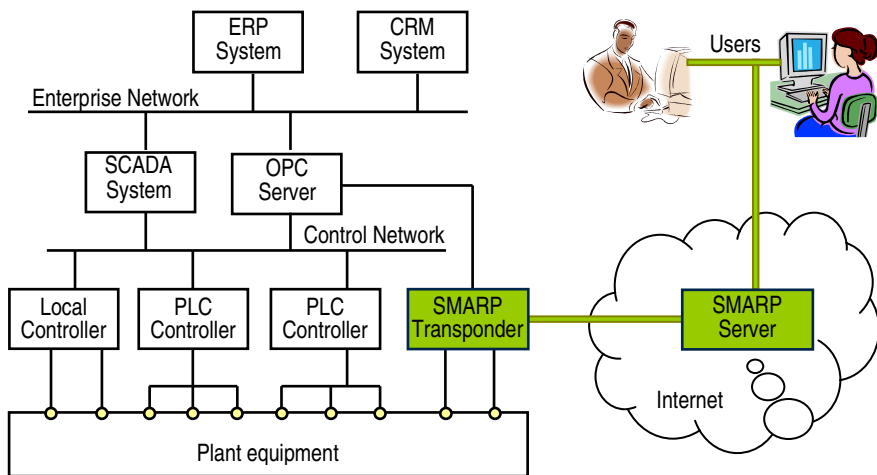 ERP
System
CRM
System
Users
Enterprise Network
SCADA
System
OPC
Server
Control Network
Local
Controller
PLC
Controller
PLC
Controller
SMARP
Transponder
SMARP
Server
Internet
Plant equipment